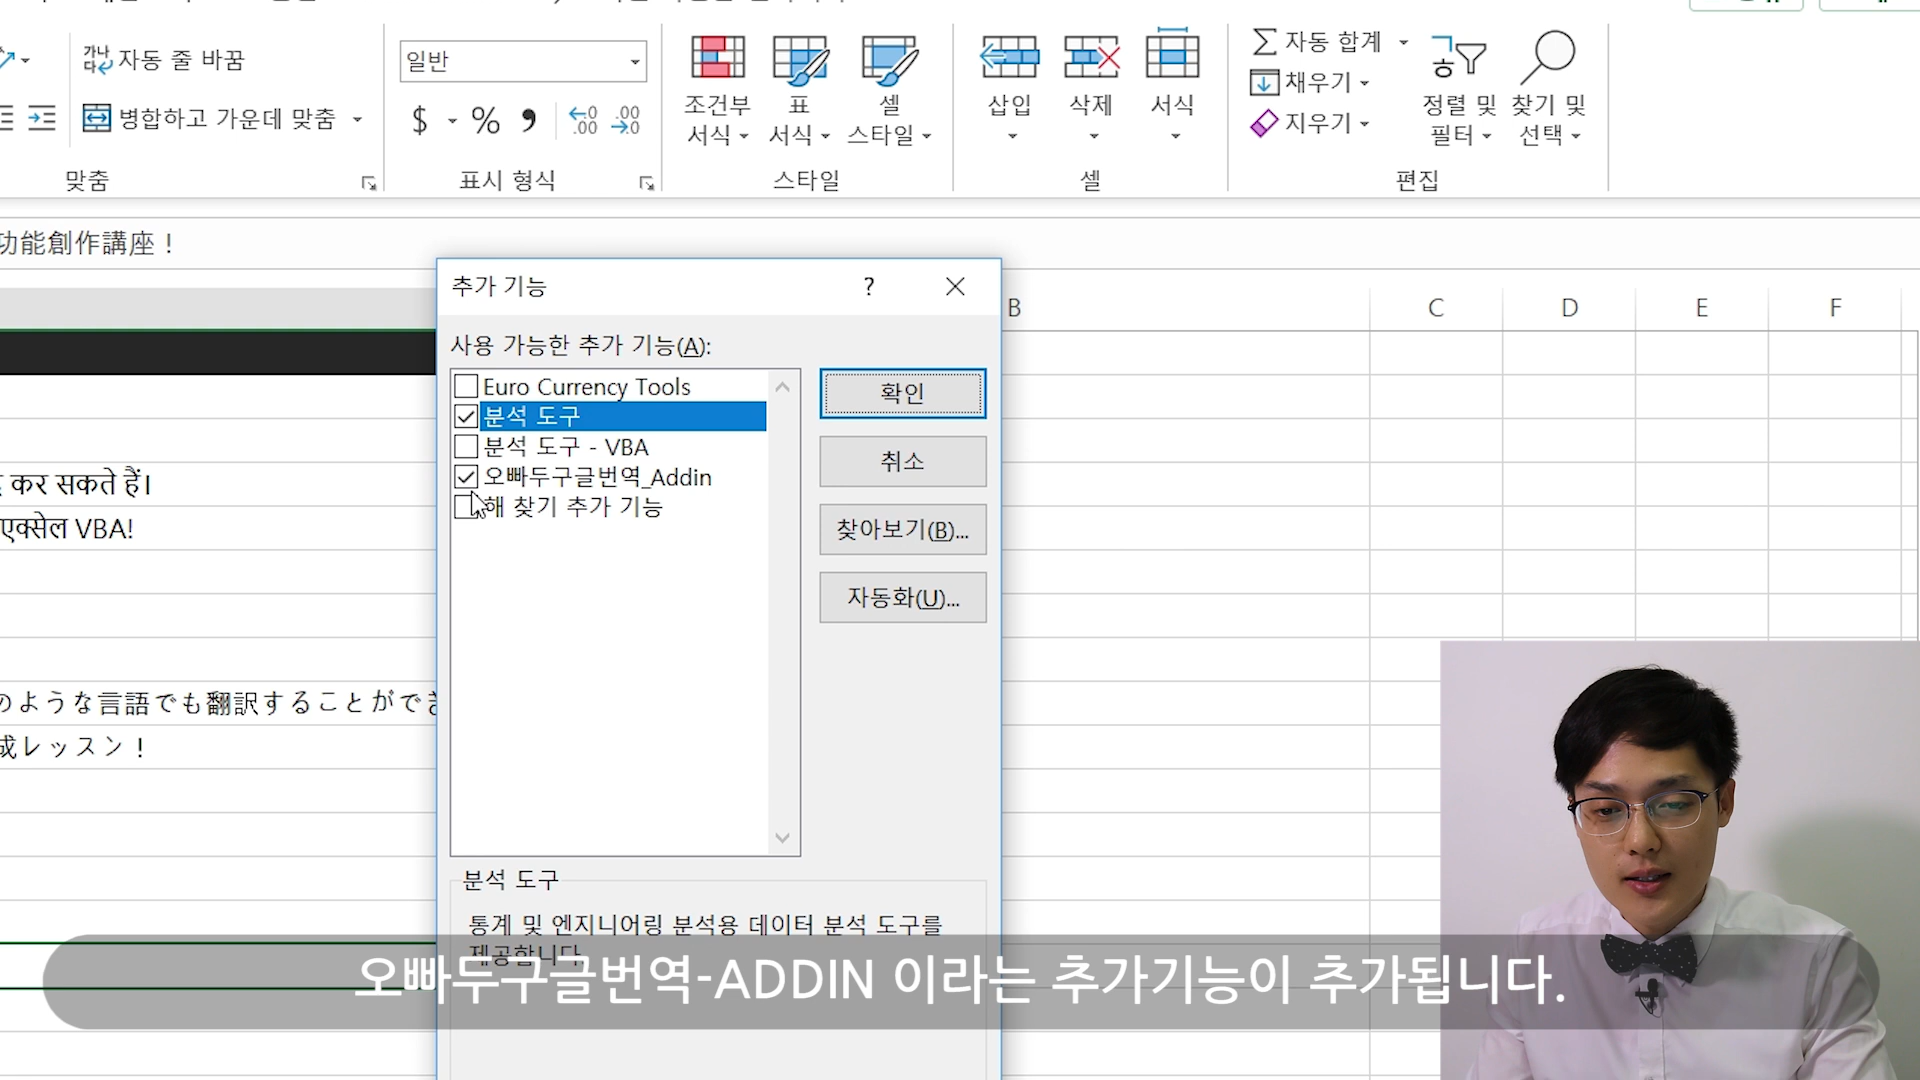 자동 줄 바꿈
병합하고 가운데 맞춤
맞춤
일반
$ % ,
표시 형식
조건부 서식
표 서식
셀 스타일
스타일
삽입
삭제
서식
셀
자동 합계
채우기
지우기
정렬 및 필터
찾기 및 선택
편집
功能創作講座！
B C D E F
कर सकते हैं।
एक्सेल VBA!
のような言語でも翻訳することができ
成レッスン！
추가 기능
?
사용 가능한 추가 기능(A):
Euro Currency Tools
분석 도구
분석 도구 - VBA
오빠두구글번역_Addin
해 찾기 추가 기능
확인
취소
찾아보기(B)...
자동화(U)...
분석 도구
통계 및 엔지니어링 분석용 데이터 분석 도구를
제공합니다.
오빠두구글번역-ADDIN 이라는 추가기능이 추가됩니다.